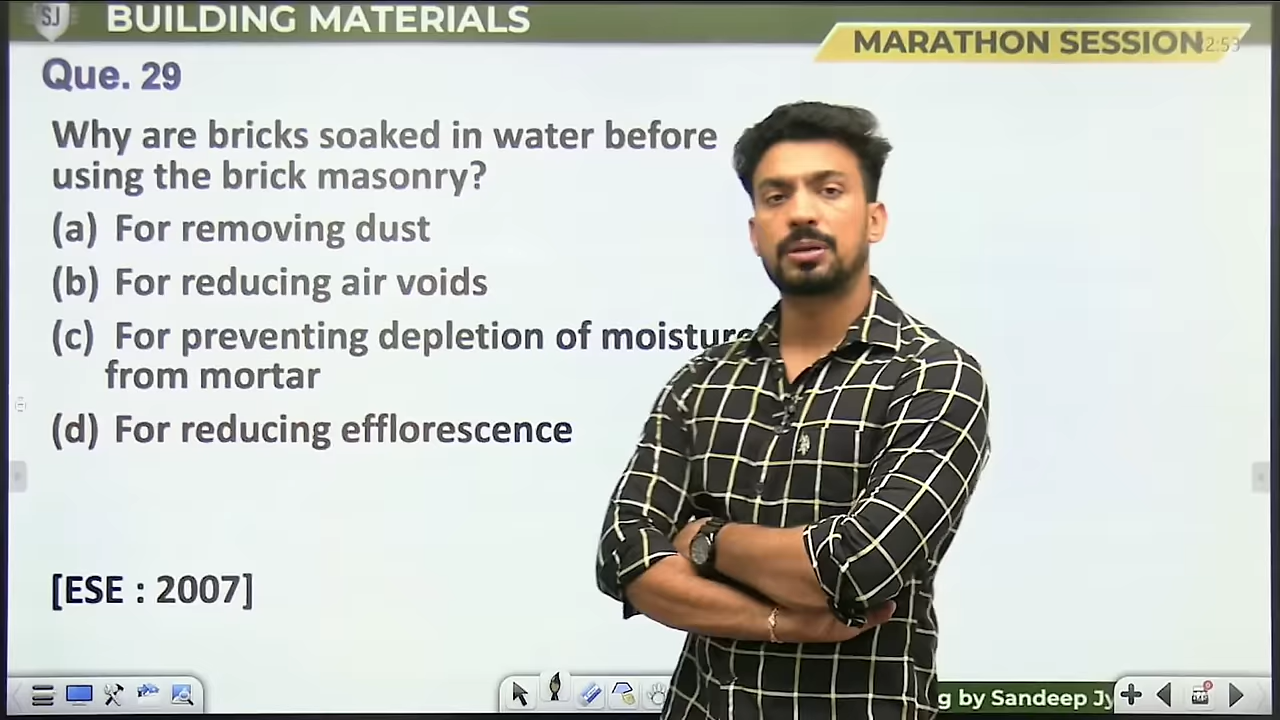 SJ
BUILDING MATERIALS
MARATHON SESSION
Que. 29
Why are bricks soaked in water before
using the brick masonry?
(a) For removing dust
(b) For reducing air voids
(c) For preventing depletion of moisture
from mortar
(d) For reducing efflorescence
[ESE : 2007]
g by Sandeep Jy